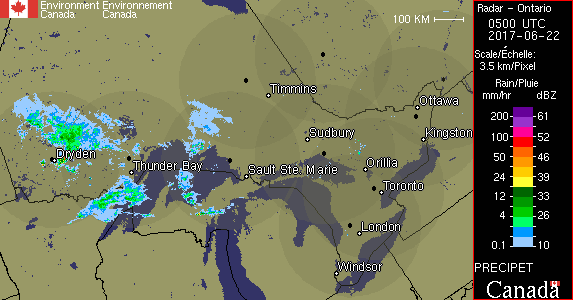 Environment Environnement
Canada Canada
100 KM
Timmins
Ottawa
Sudbury
Kingston
Dryden
Thunder Bay
Sault Ste. Marie
Orillia
Toronto
London
Windsor
Radar - Ontario
0500 UTC
2017-06-22
Scale/Échelle:
3.5 km/Pixel
Rain/Pluie
mm/hr dBZ
200 61
100 52
50 46
24 39
12 33
4 26
0.1 10
PRECIPET
Canada